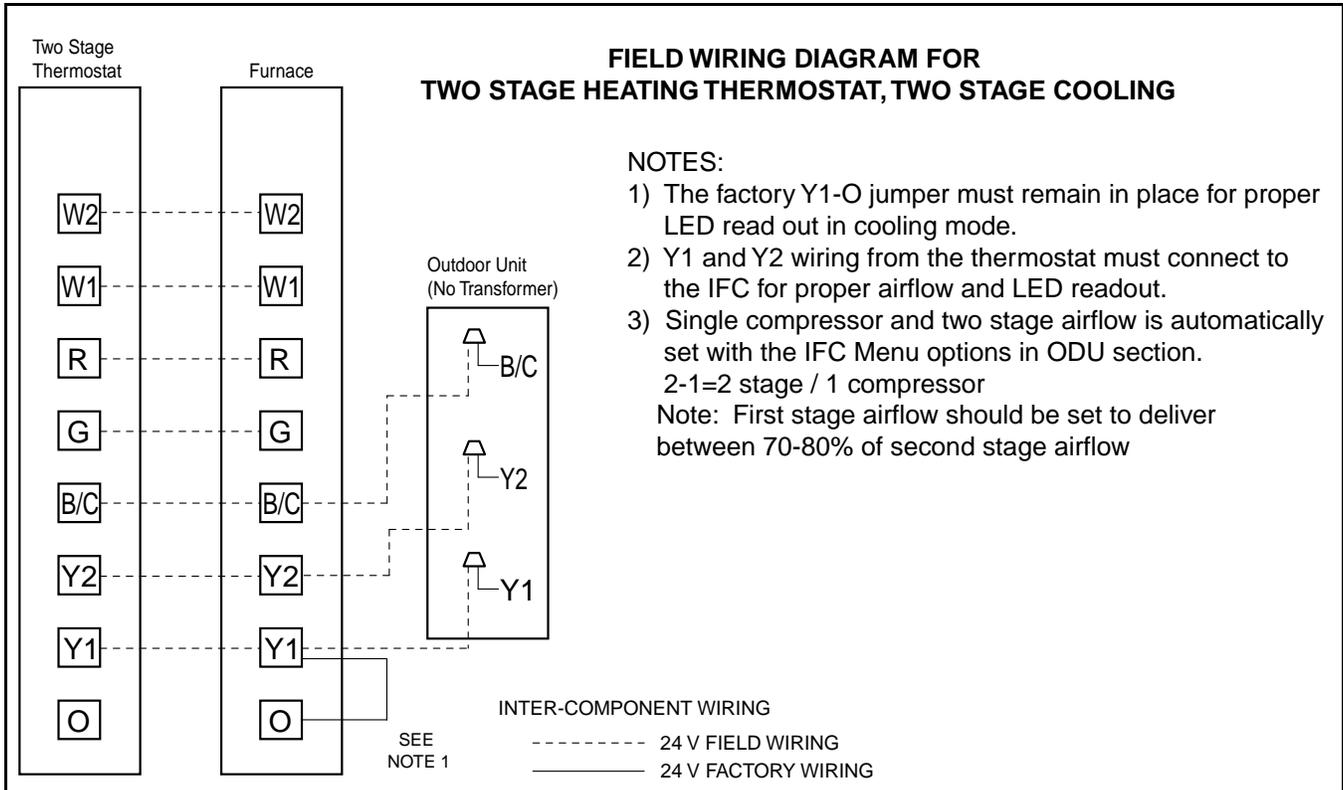 FIELD WIRING DIAGRAM FOR
TWO STAGE HEATING THERMOSTAT, TWO STAGE COOLING
Two Stage
Thermostat
W2
W1
R
G
B/C
Y2
Y1
O
Furnace
W2
W1
R
G
B/C
Y2
Y1
O
SEE
NOTE 1
Outdoor Unit
(No Transformer)
B/C
Y2
Y1
NOTES:
1) The factory Y1-O jumper must remain in place for proper
LED read out in cooling mode.
2) Y1 and Y2 wiring from the thermostat must connect to
the IFC for proper airflow and LED readout.
3) Single compressor and two stage airflow is automatically
set with the IFC Menu options in ODU section.
2-1=2 stage / 1 compressor
Note: First stage airflow should be set to deliver
between 70-80% of second stage airflow
INTER-COMPONENT WIRING
24 V FIELD WIRING
24 V FACTORY WIRING